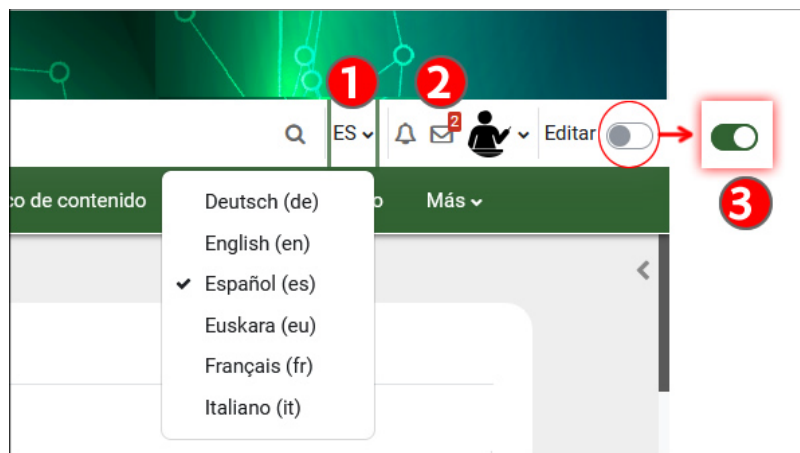 1
2
ES
2
Editar
3
co de contenido
o
Más
Deutsch (de)
English (en)
Español (es)
Euskara (eu)
Français (fr)
Italiano (it)